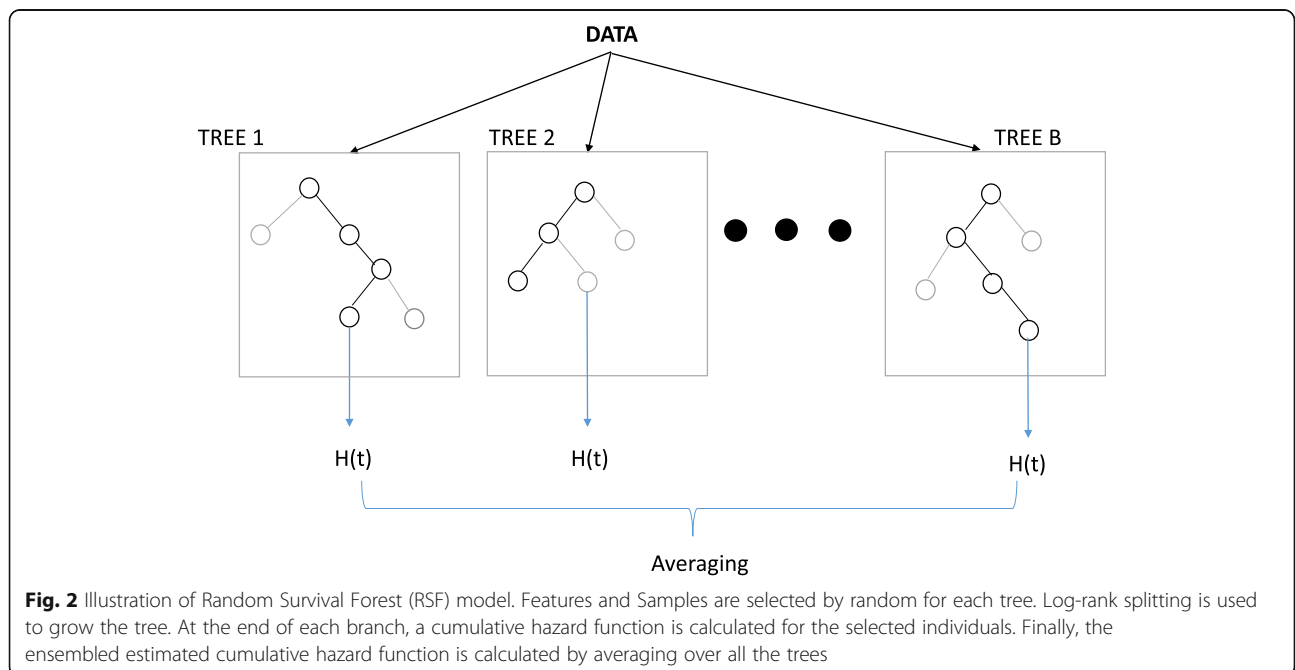 DATA
TREE 1
TREE 2
TREE B
H(t)
H(t)
H(t)
Averaging
Fig. 2 Illustration of Random Survival Forest (RSF) model. Features and Samples are selected by random for each tree. Log-rank splitting is used
to grow the tree. At the end of each branch, a cumulative hazard function is calculated for the selected individuals. Finally, the
ensembled estimated cumulative hazard function is calculated by averaging over all the trees